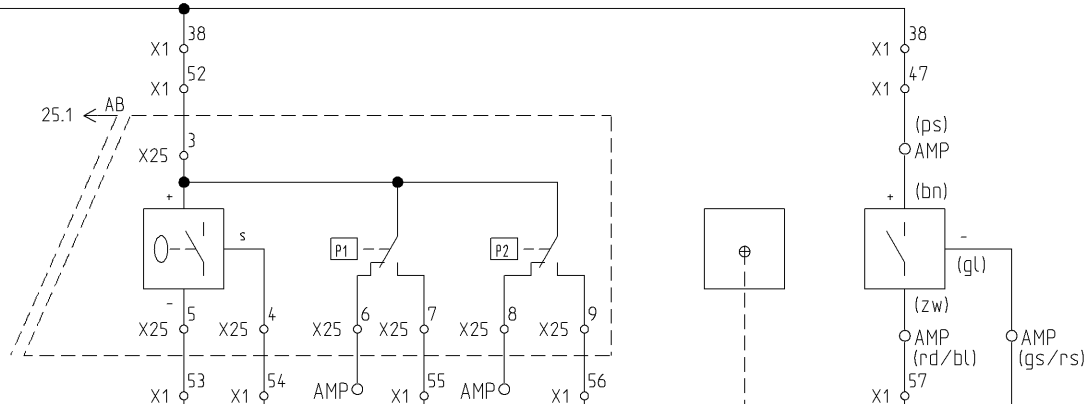 38
38
X1
X1
52
47
X1
X1
25.1
AB
(ps)
3
AMP
X25
+
+
(bn)
s
P1
P2
-
(gl)
-
(zw)
5
4
6
7
8
9
X25
X25
X25
X25
X25
X25
AMP
AMP
(rd/bl)
(gs/rs)
53
54
55
56
57
X1
X1
AMP
X1
AMP
X1
X1